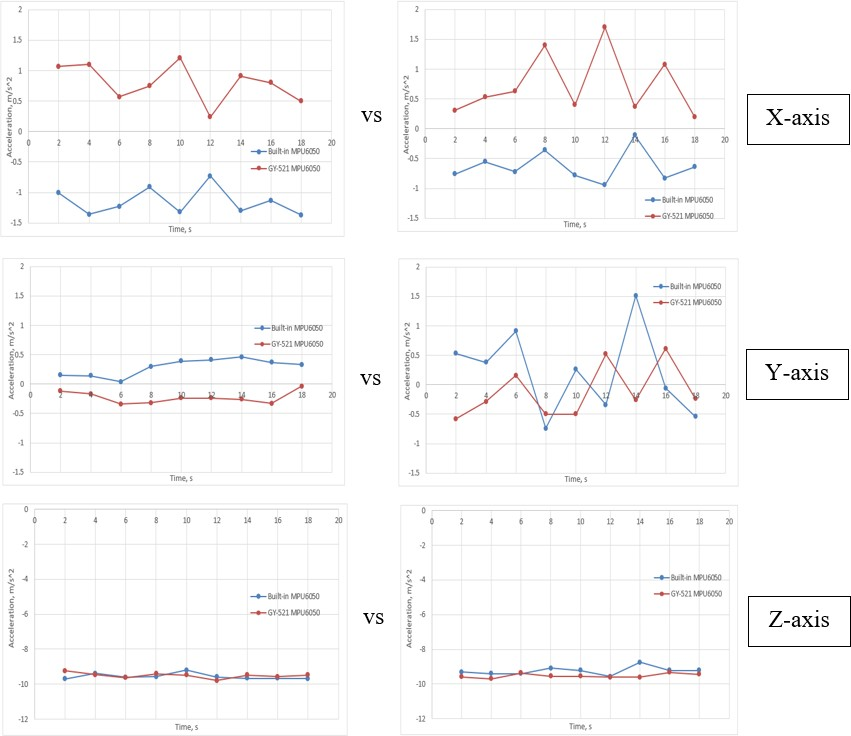 2
1.5
1
0.5
0
-0.5
-1
-1.5
0 2 4 6 8 10 12 14 16 18 20
Acceleration, m/s^2
Time, s
Built-in MPU6050
GY-521 MPU6050
vs
2
1.5
1
0.5
0
-0.5
-1
-1.5
0 2 4 6 8 10 12 14 16 18 20
Acceleration, m/s^2
Time, s
Built-in MPU6050
GY-521 MPU6050
X-axis
2
1.5
1
0.5
0
-0.5
-1
-1.5
0 2 4 6 8 10 12 14 16 18 20
Acceleration, m/s^2
Time, s
Built-in MPU6050
GY-521 MPU6050
vs
2
1.5
1
0.5
0
-0.5
-1
-1.5
0 2 4 6 8 10 12 14 16 18 20
Acceleration, m/s^2
Time, s
Built-in MPU6050
GY-521 MPU6050
Y-axis
0
-2
-4
-6
-8
-10
-12
0 2 4 6 8 10 12 14 16 18 20
Acceleration, m/s^2
Time, s
Built-in MPU6050
GY-521 MPU6050
vs
0
-2
-4
-6
-8
-10
-12
0 2 4 6 8 10 12 14 16 18 20
Acceleration, m/s^2
Time, s
Built-in MPU6050
GY-521 MPU6050
Z-axis